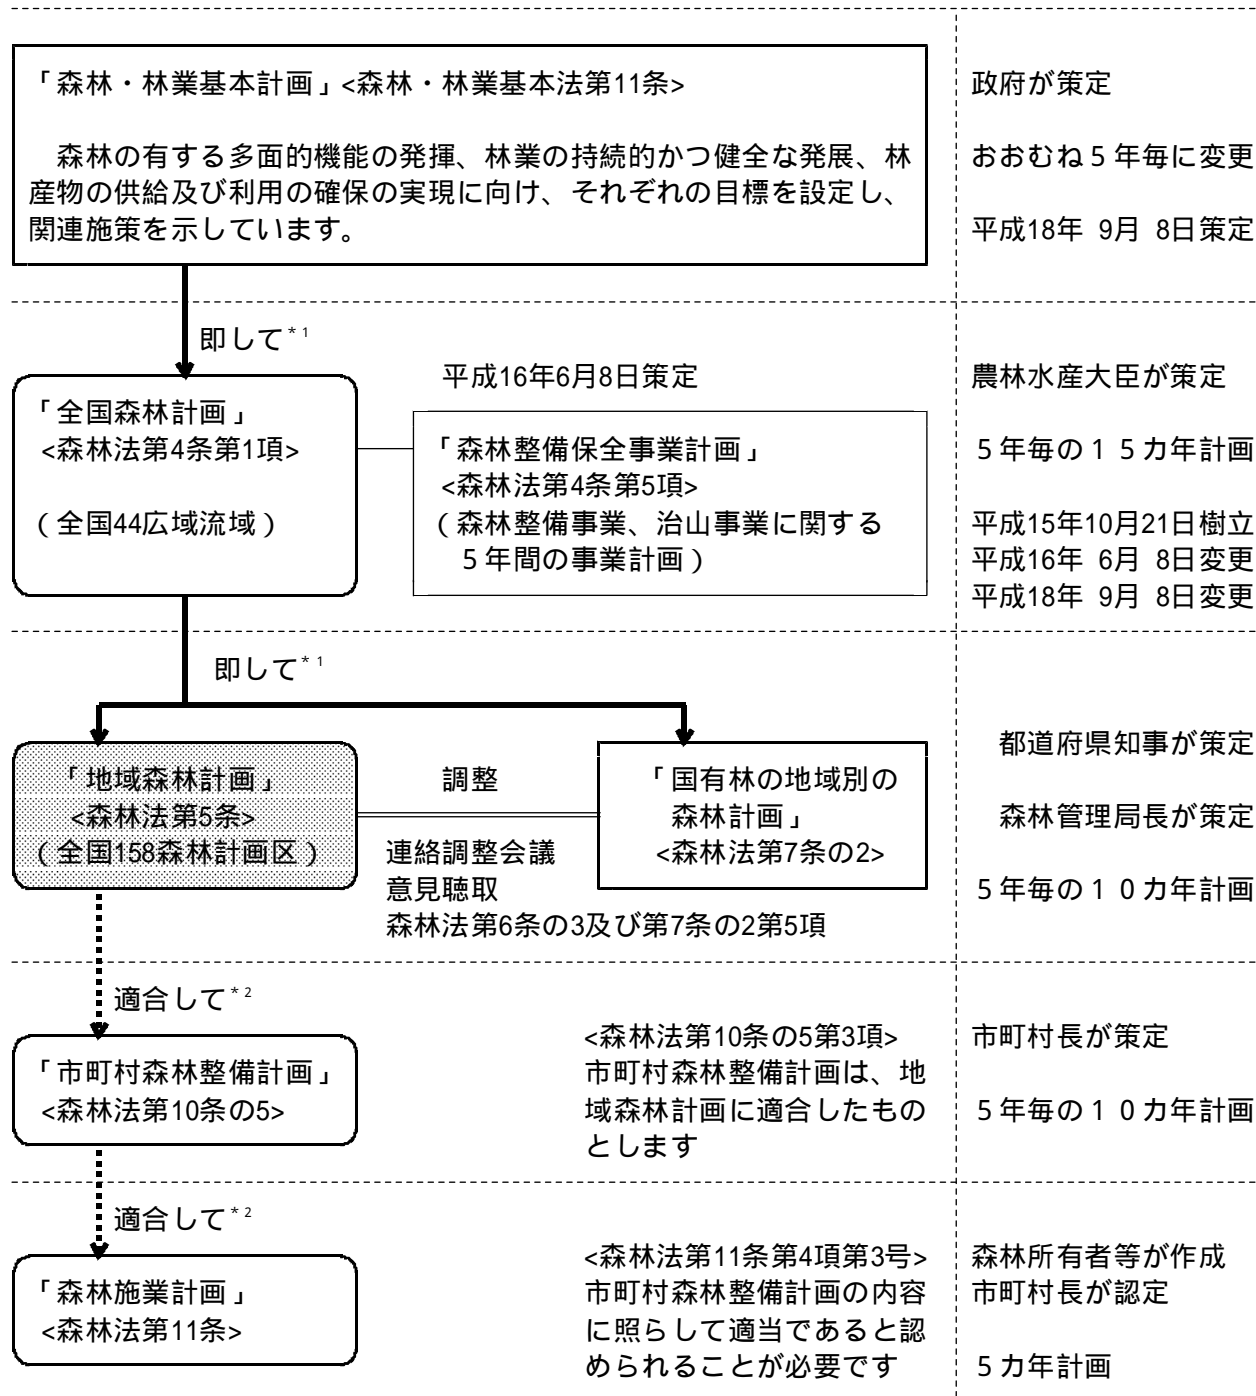 「森林・林業基本計画」<森林・林業基本法第11条>
政府が策定
森林の有する多面的機能の発揮、林業の持続的かつ健全な発展、林
産物の供給及び利用の確保の実現に向け、それぞれの目標を設定し、
関連施策を示しています。
おおむね５年毎に変更
平成18年 9月 8日策定
即して*1
「全国森林計画」
<森林法第4条第1項>
(全国44広域流域)
平成16年6月8日策定
「森林整備保全事業計画」
<森林法第4条第5項>
(森林整備事業、治山事業に関する
５年間の事業計画)
農林水産大臣が策定
５年毎の１５カ年計画
平成15年10月21日樹立
平成16年 6月 8日変更
平成18年 9月 8日変更
即して*1
「地域森林計画」
<森林法第5条>
(全国158森林計画区)
調整
連絡調整会議
意見聴取
森林法第6条の3及び第7条の2第5項
「国有林の地域別の
森林計画」
<森林法第7条の2>
都道府県知事が策定
森林管理局長が策定
５年毎の１０カ年計画
適合して*2
「市町村森林整備計画」
<森林法第10条の5>
<森林法第10条の5第3項>
市町村森林整備計画は、地
域森林計画に適合したもの
とします
市町村長が策定
５年毎の１０カ年計画
適合して*2
「森林施業計画」
<森林法第11条>
<森林法第11条第4項第3号>
市町村森林整備計画の内容
に照らして適当であると認
められることが必要です
森林所有者等が作成
市町村長が認定
５カ年計画